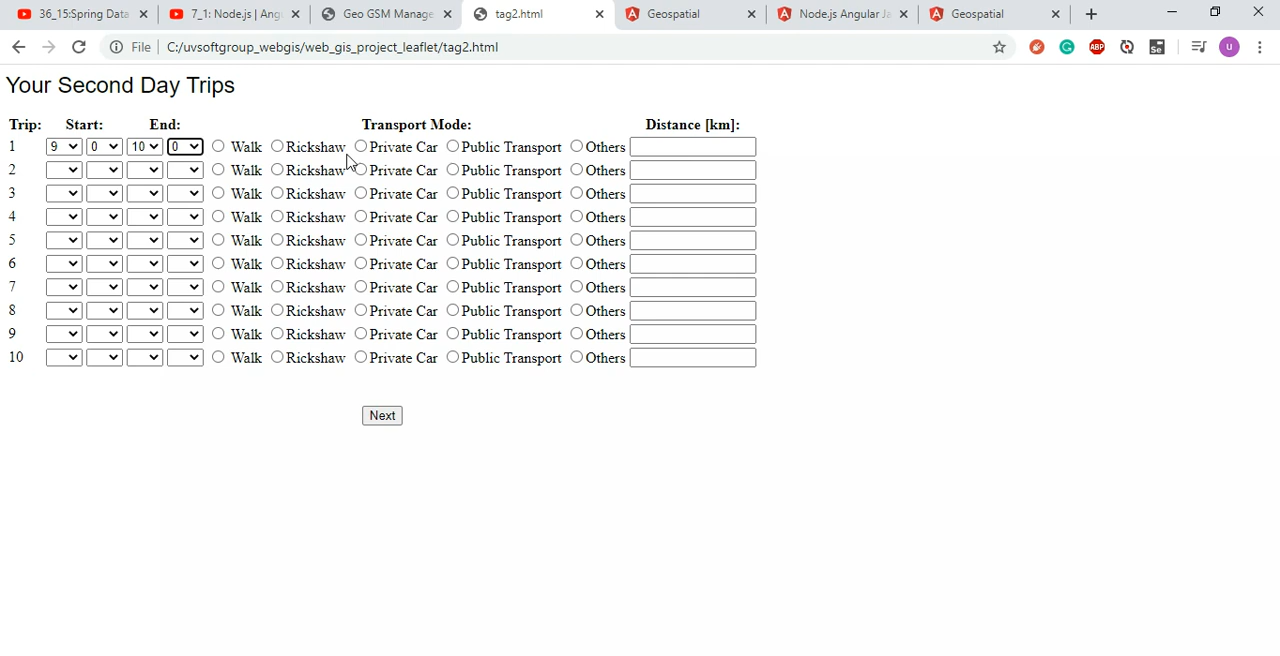 36_15:Spring Data
7_1: Node.js | Ang
Geo GSM Manage
tag2.html
Geospatial
Node.js Angular Ja
Geospatial
File C:/uvsoftgroup_webgis/web_gis_project_leaflet/tag2.html
ABP
Se
U
Your Second Day Trips
Trip: Start: End: Transport Mode: Distance [km]:
1 9 0 10 0 Walk Rickshaw Private Car Public Transport Others
2 Walk Rickshaw Private Car Public Transport Others
3 Walk Rickshaw Private Car Public Transport Others
4 Walk Rickshaw Private Car Public Transport Others
5 Walk Rickshaw Private Car Public Transport Others
6 Walk Rickshaw Private Car Public Transport Others
7 Walk Rickshaw Private Car Public Transport Others
8 Walk Rickshaw Private Car Public Transport Others
9 Walk Rickshaw Private Car Public Transport Others
10 Walk Rickshaw Private Car Public Transport Others
Next